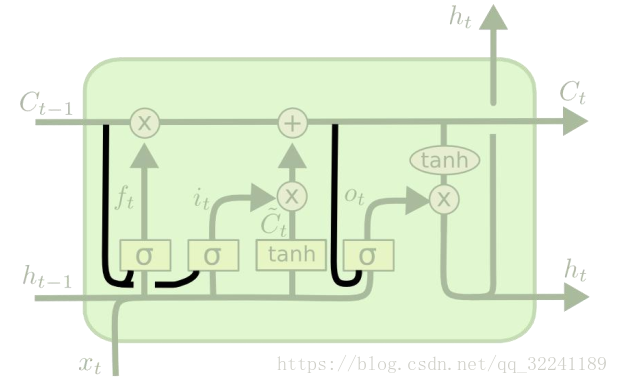 h_t
C_{t-1}
C_t
x
+
tanh
f_t
i_t
x
o_t
x
C̃_t
σ
σ
tanh
σ
h_{t-1}
h_t
x_t
https://blog.csdn.net/qq_32241189